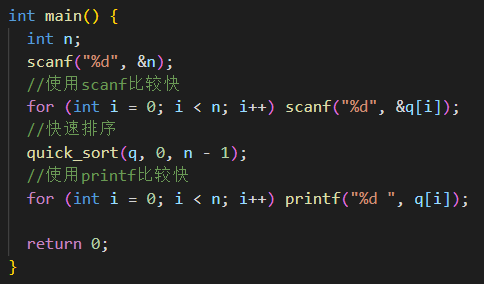 int main() {
int n;
scanf("%d", &n);
//使用scanf比较快
for (int i = 0; i < n; i++) scanf("%d", &q[i]);
//快速排序
quick_sort(q, 0, n - 1);
//使用printf比较快
for (int i = 0; i < n; i++) printf("%d ", q[i]);
return 0;
}